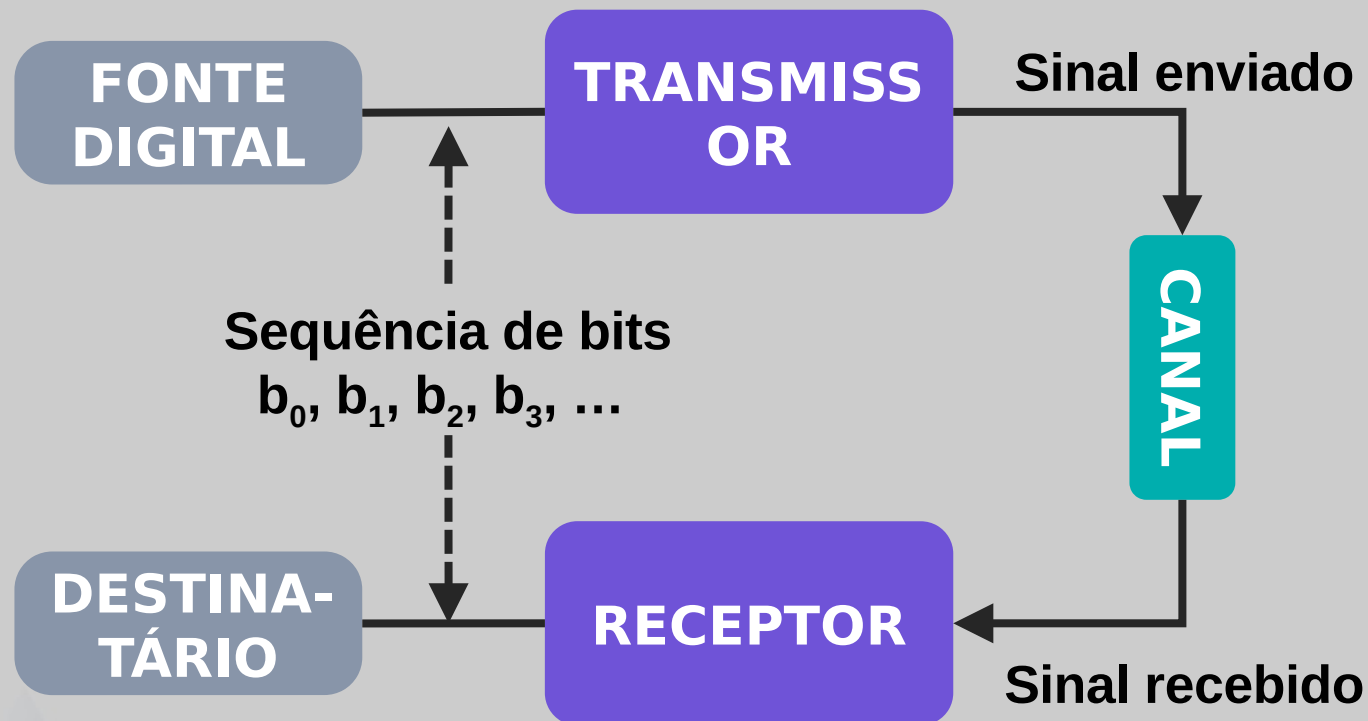 FONTE
DIGITAL
TRANSMISS
OR
Sinal enviado
Sequência de bits
b₀, b₁, b₂, b₃, …
CANAL
DESTINA-
TÁRIO
RECEPTOR
Sinal recebido